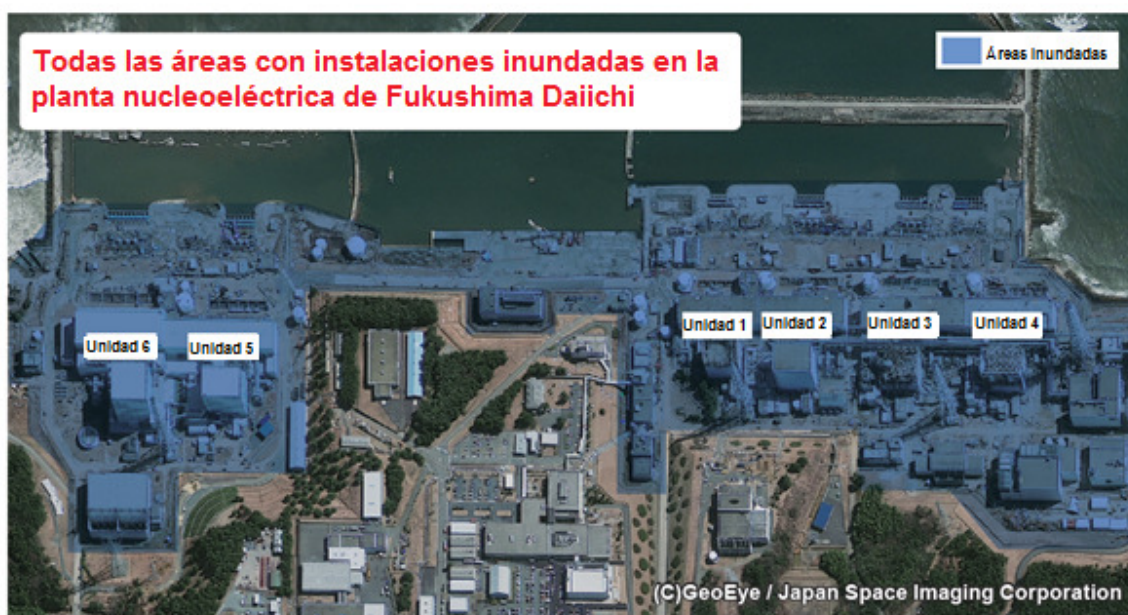 Todas las áreas con instalaciones inundadas en la
planta nucleoeléctrica de Fukushima Daiichi
Áreas inundadas
Unidad 6
Unidad 5
Unidad 1
Unidad 2
Unidad 3
Unidad 4
(C)GeoEye / Japan Space Imaging Corporation